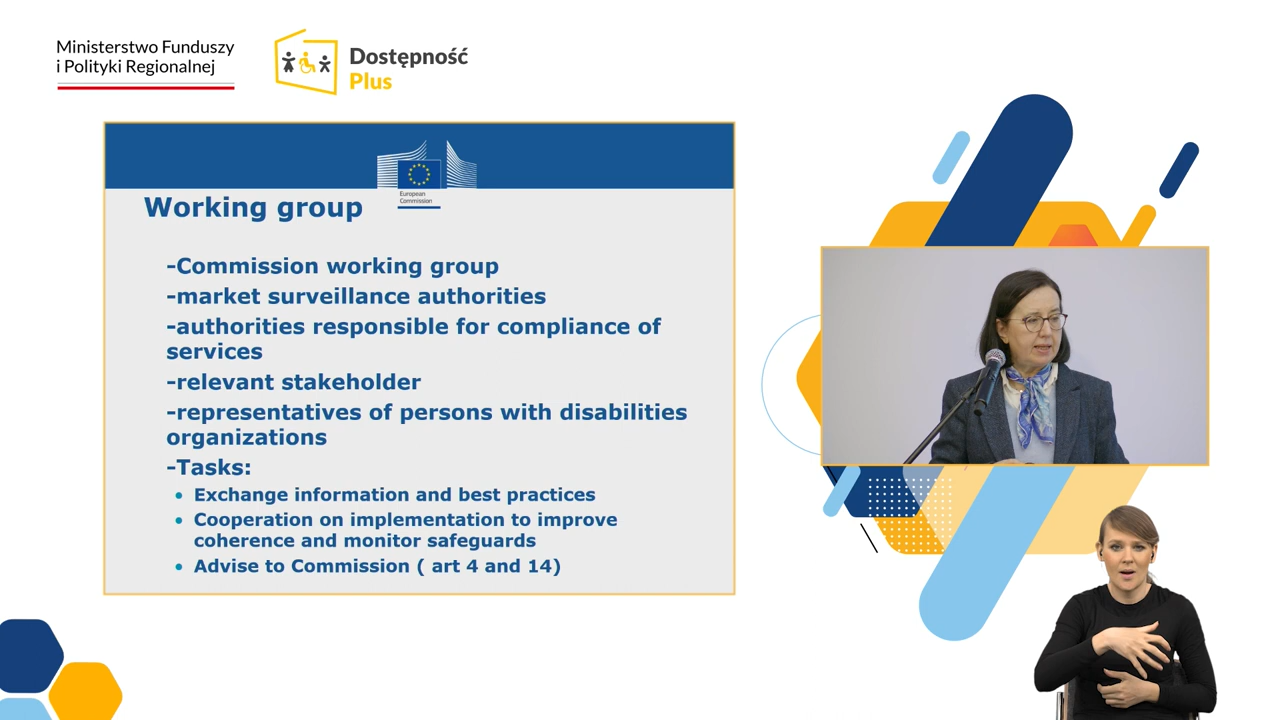 Ministerstwo Funduszy
i Polityki Regionalnej
Dostępność
Plus
European
Commission
Working group
-Commission working group
-market surveillance authorities
-authorities responsible for compliance of
services
-relevant stakeholder
-representatives of persons with disabilities
organizations
-Tasks:
• Exchange information and best practices
• Cooperation on implementation to improve
coherence and monitor safeguards
• Advise to Commission ( art 4 and 14)